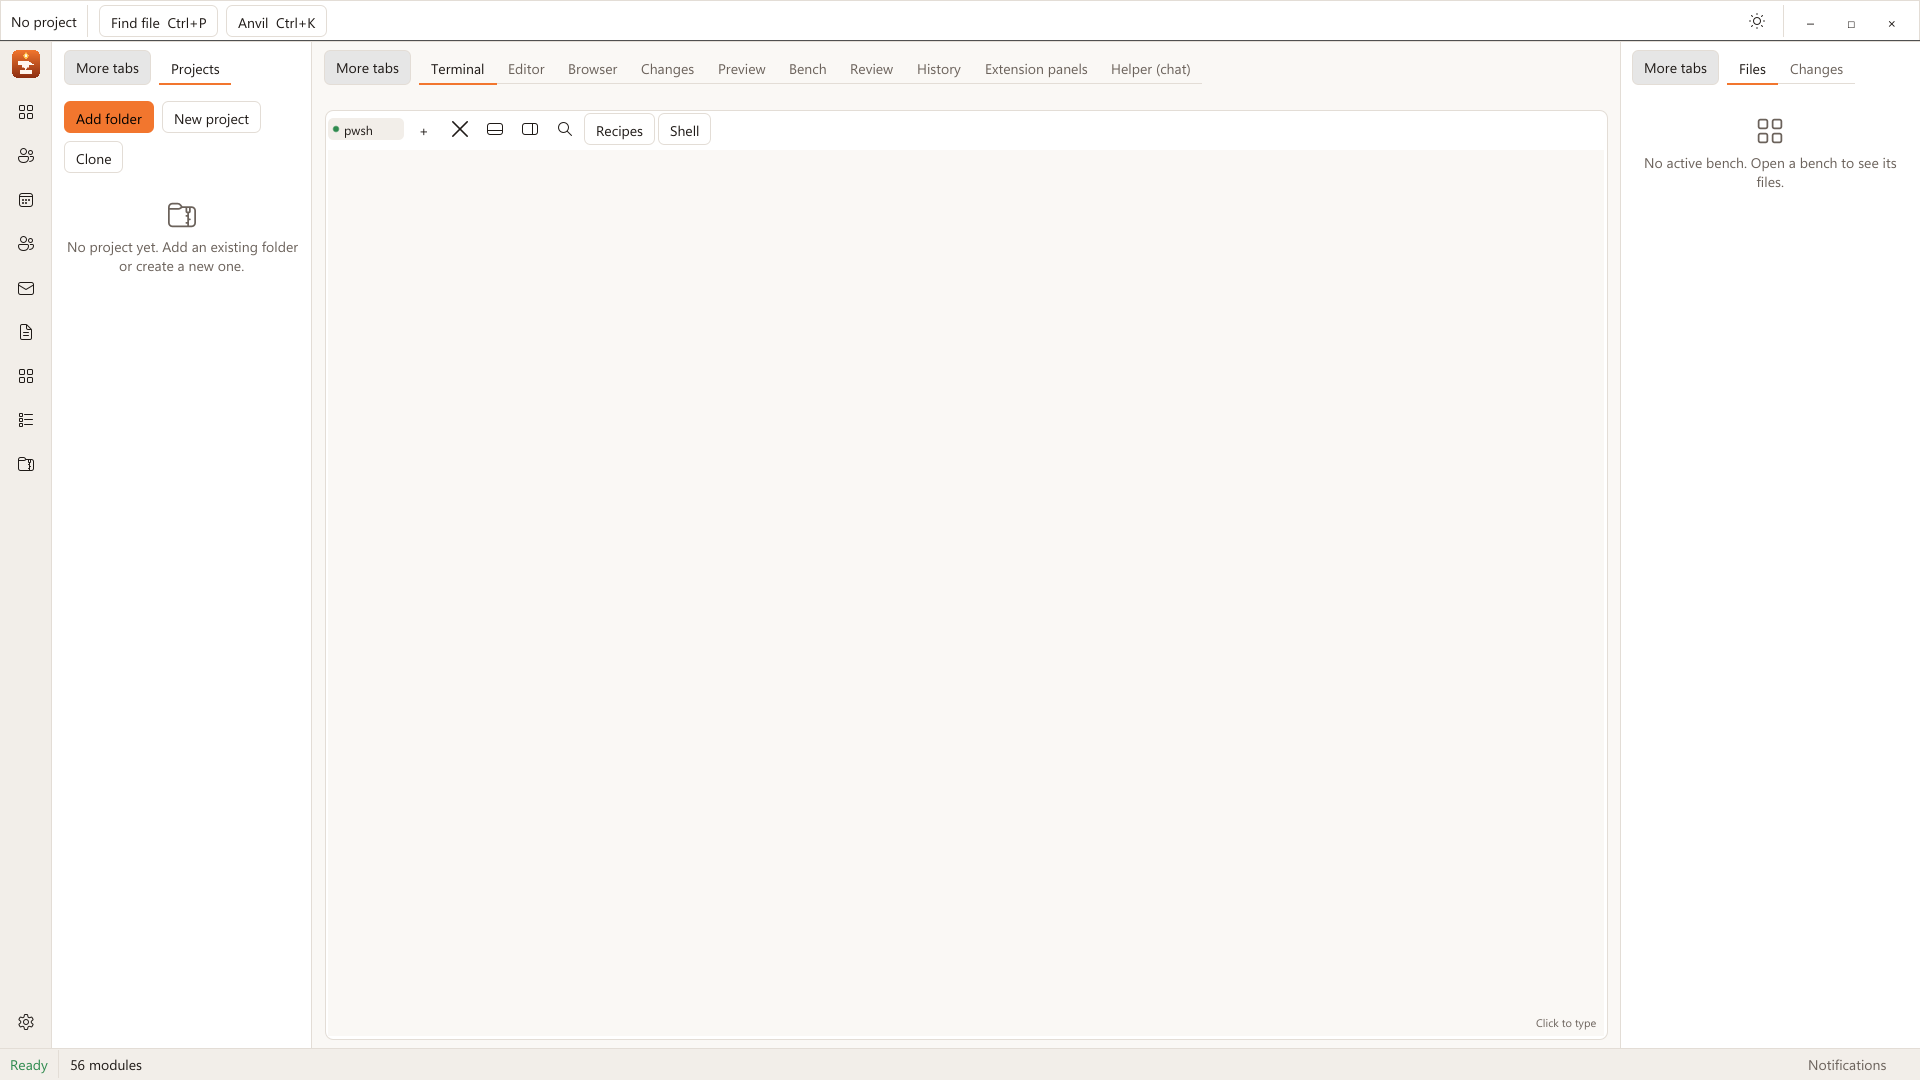 No project
Find file Ctrl+P
Anvil Ctrl+K
More tabs
Projects
Add folder
New project
Clone
No project yet. Add an existing folder
or create a new one.
More tabs
Terminal
Editor
Browser
Changes
Preview
Bench
Review
History
Extension panels
Helper (chat)
pwsh
+
Recipes
Shell
Click to type
More tabs
Files
Changes
No active bench. Open a bench to see its
files.
Ready
56 modules
Notifications